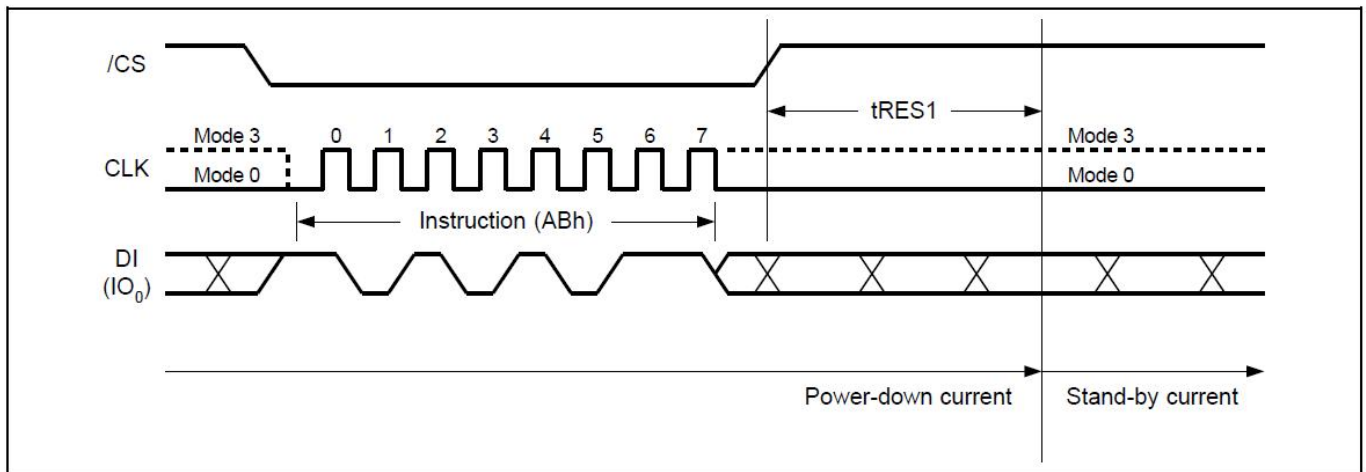 /CS
tRES1
Mode 3 0 1 2 3 4 5 6 7 Mode 3
CLK
Mode 0 Mode 0
Instruction (ABh)
DI
(IO₀)
Power-down current Stand-by current